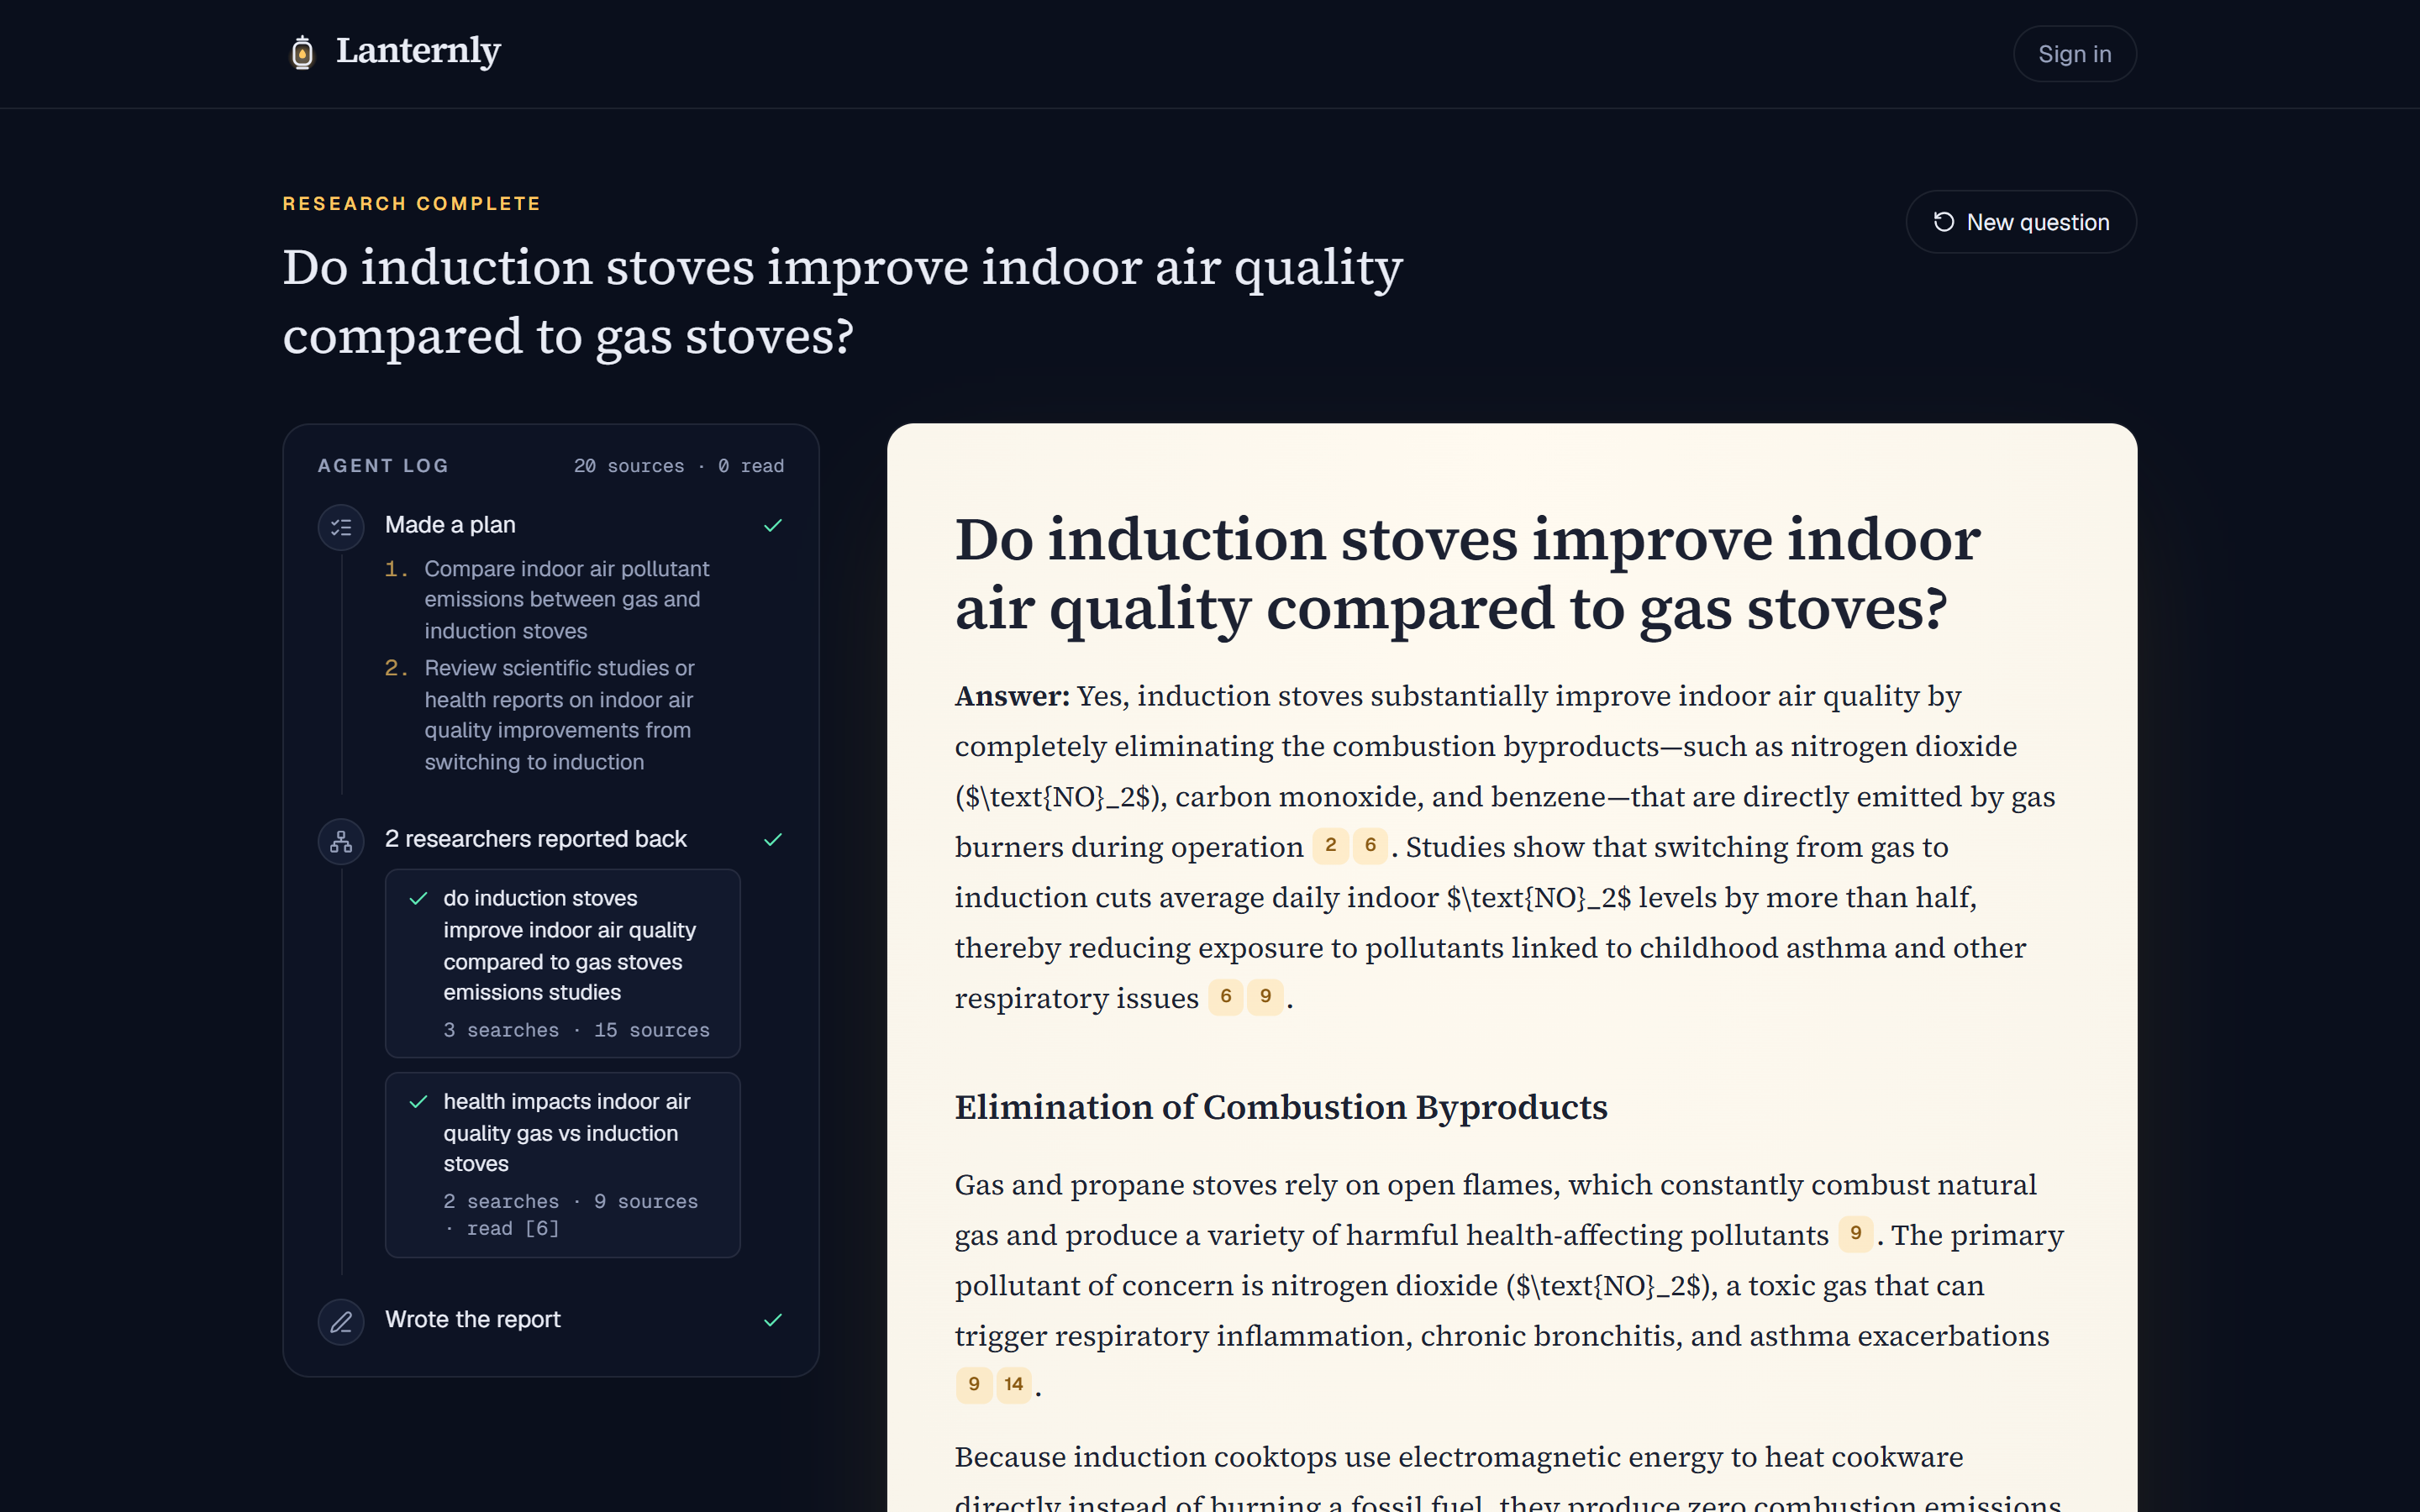 Lanternly
Sign in
RESEARCH COMPLETE
New question
Do induction stoves improve indoor air quality
compared to gas stoves?
AGENT LOG
20 sources · 0 read
Made a plan
1. Compare indoor air pollutant
emissions between gas and
induction stoves
2. Review scientific studies or
health reports on indoor air
quality improvements from
switching to induction
2 researchers reported back
do induction stoves
improve indoor air quality
compared to gas stoves
emissions studies
3 searches · 15 sources
health impacts indoor air
quality gas vs induction
stoves
2 searches · 9 sources
· read [6]
Wrote the report
Do induction stoves improve indoor
air quality compared to gas stoves?
Answer: Yes, induction stoves substantially improve indoor air quality by
completely eliminating the combustion byproducts—such as nitrogen dioxide
($\text{NO}_2$), carbon monoxide, and benzene—that are directly emitted by gas
burners during operation 2 6 . Studies show that switching from gas to
induction cuts average daily indoor $\text{NO}_2$ levels by more than half,
thereby reducing exposure to pollutants linked to childhood asthma and other
respiratory issues 6 9 .
Elimination of Combustion Byproducts
Gas and propane stoves rely on open flames, which constantly combust natural
gas and produce a variety of harmful health-affecting pollutants 9 . The primary
pollutant of concern is nitrogen dioxide ($\text{NO}_2$), a toxic gas that can
trigger respiratory inflammation, chronic bronchitis, and asthma exacerbations
9 14 .
Because induction cooktops use electromagnetic energy to heat cookware
directly instead of burning a fossil fuel, they produce zero combustion emissions